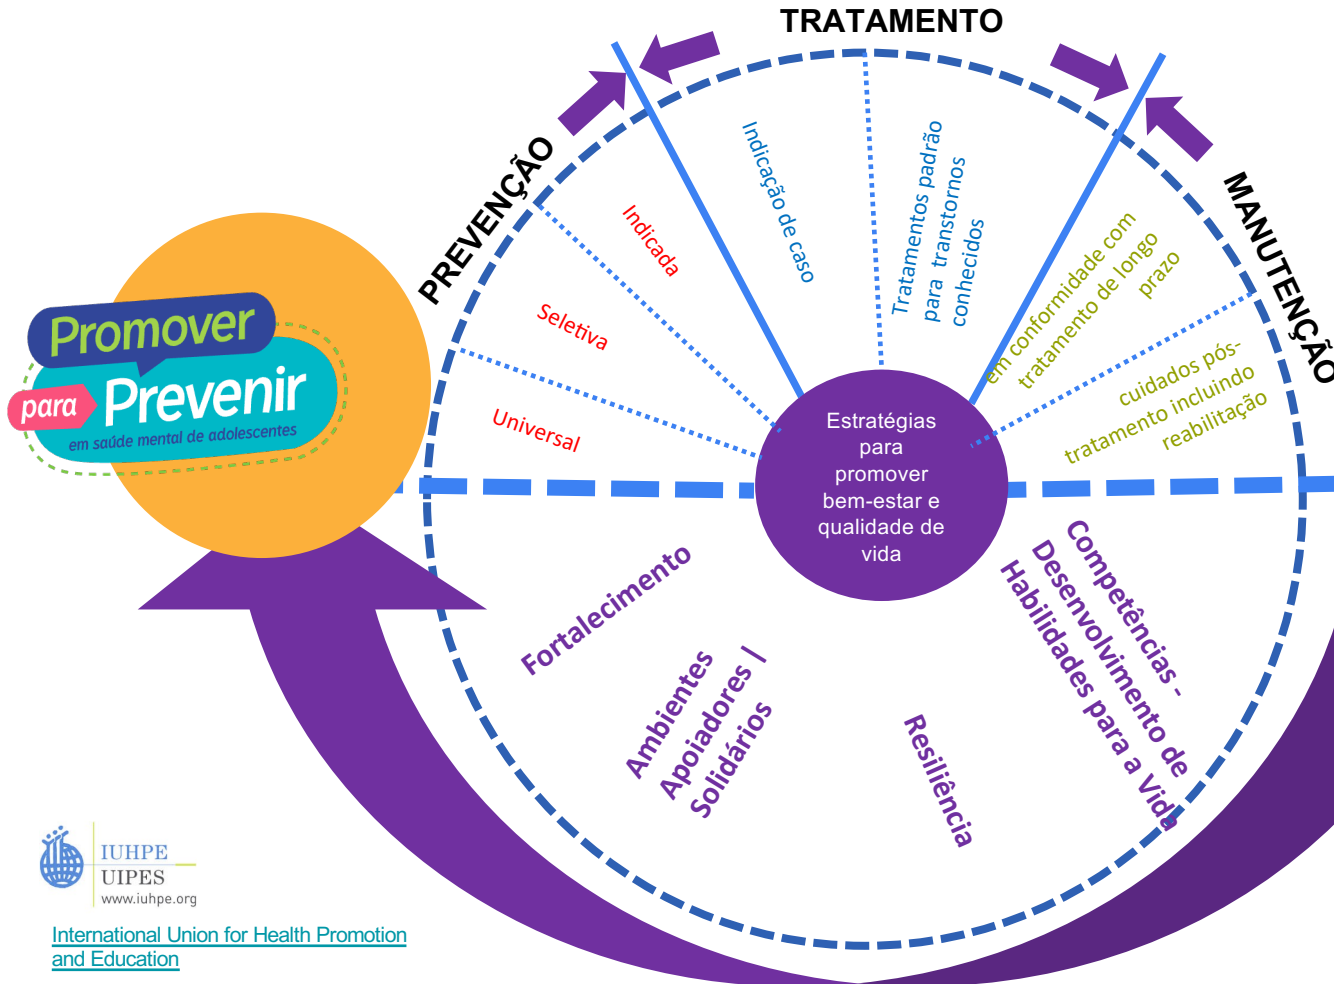 TRATAMENTO
PREVENÇÃO
MANUTENÇÃO
Universal
Seletiva
Indicada
Indicação de caso
Tratamentos padrão
para transtornos
conhecidos
em conformidade com
tratamento de longo
prazo
cuidados pós-
tratamento incluindo
reabilitação
Promover
para Prevenir
em saúde mental de adolescentes
Estratégias
para
promover
bem-estar e
qualidade de
vida
Fortalecimento
Ambientes
Apoiadores |
Solidários
Resiliência
Competências -
Desenvolvimento de
Habilidades para a Vida
IUHPE
UIPES
www.iuhpe.org
International Union for Health Promotion
and Education